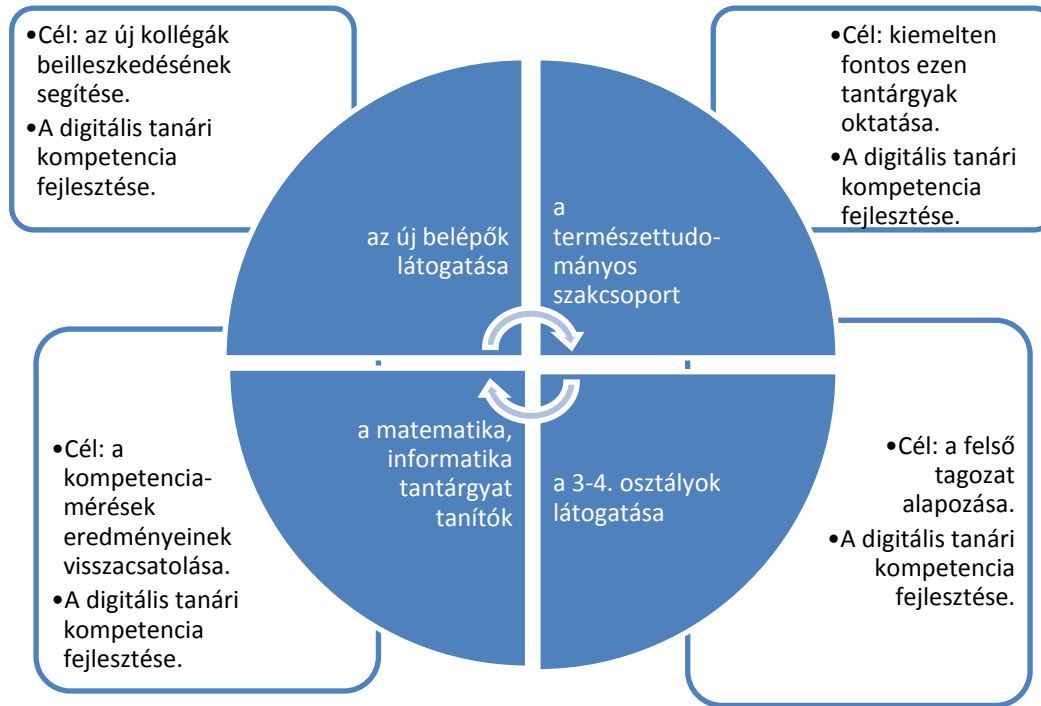 •Cél: az új kollégák
beilleszkedésének
segítése.
•A digitális tanári
kompetencia
fejlesztése.
•Cél: kiemelten
fontos ezen
tantárgyak
oktatása.
•A digitális tanári
kompetencia
fejlesztése.
az új belépők
látogatása
a
természettudo-
mányos
szakcsoport
a matematika,
informatika
tantárgyat
tanítók
a 3-4. osztályok
látogatása
•Cél: a
kompetencia-
mérések
eredményeinek
visszacsatolása.
•A digitális tanári
kompetencia
fejlesztése.
•Cél: a felső
tagozat
alapozása.
•A digitális tanári
kompetencia
fejlesztése.